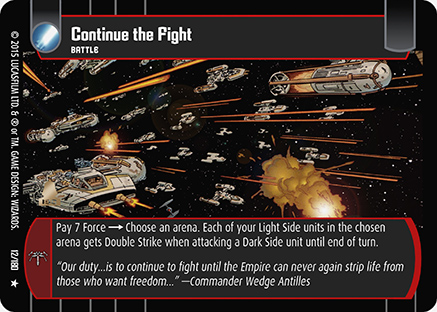 Continue the Fight
BATTLE
Pay 7 Force → Choose an arena. Each of your Light Side units in the chosen
arena gets Double Strike when attacking a Dark Side unit until end of turn.
“Our duty...is to continue to fight until the Empire can never again strip life from
those who want freedom...” —Commander Wedge Antilles
© 2015 LUCASFILM LTD. & ® or TM. GAME DESIGN: WIZARDS.
12/180